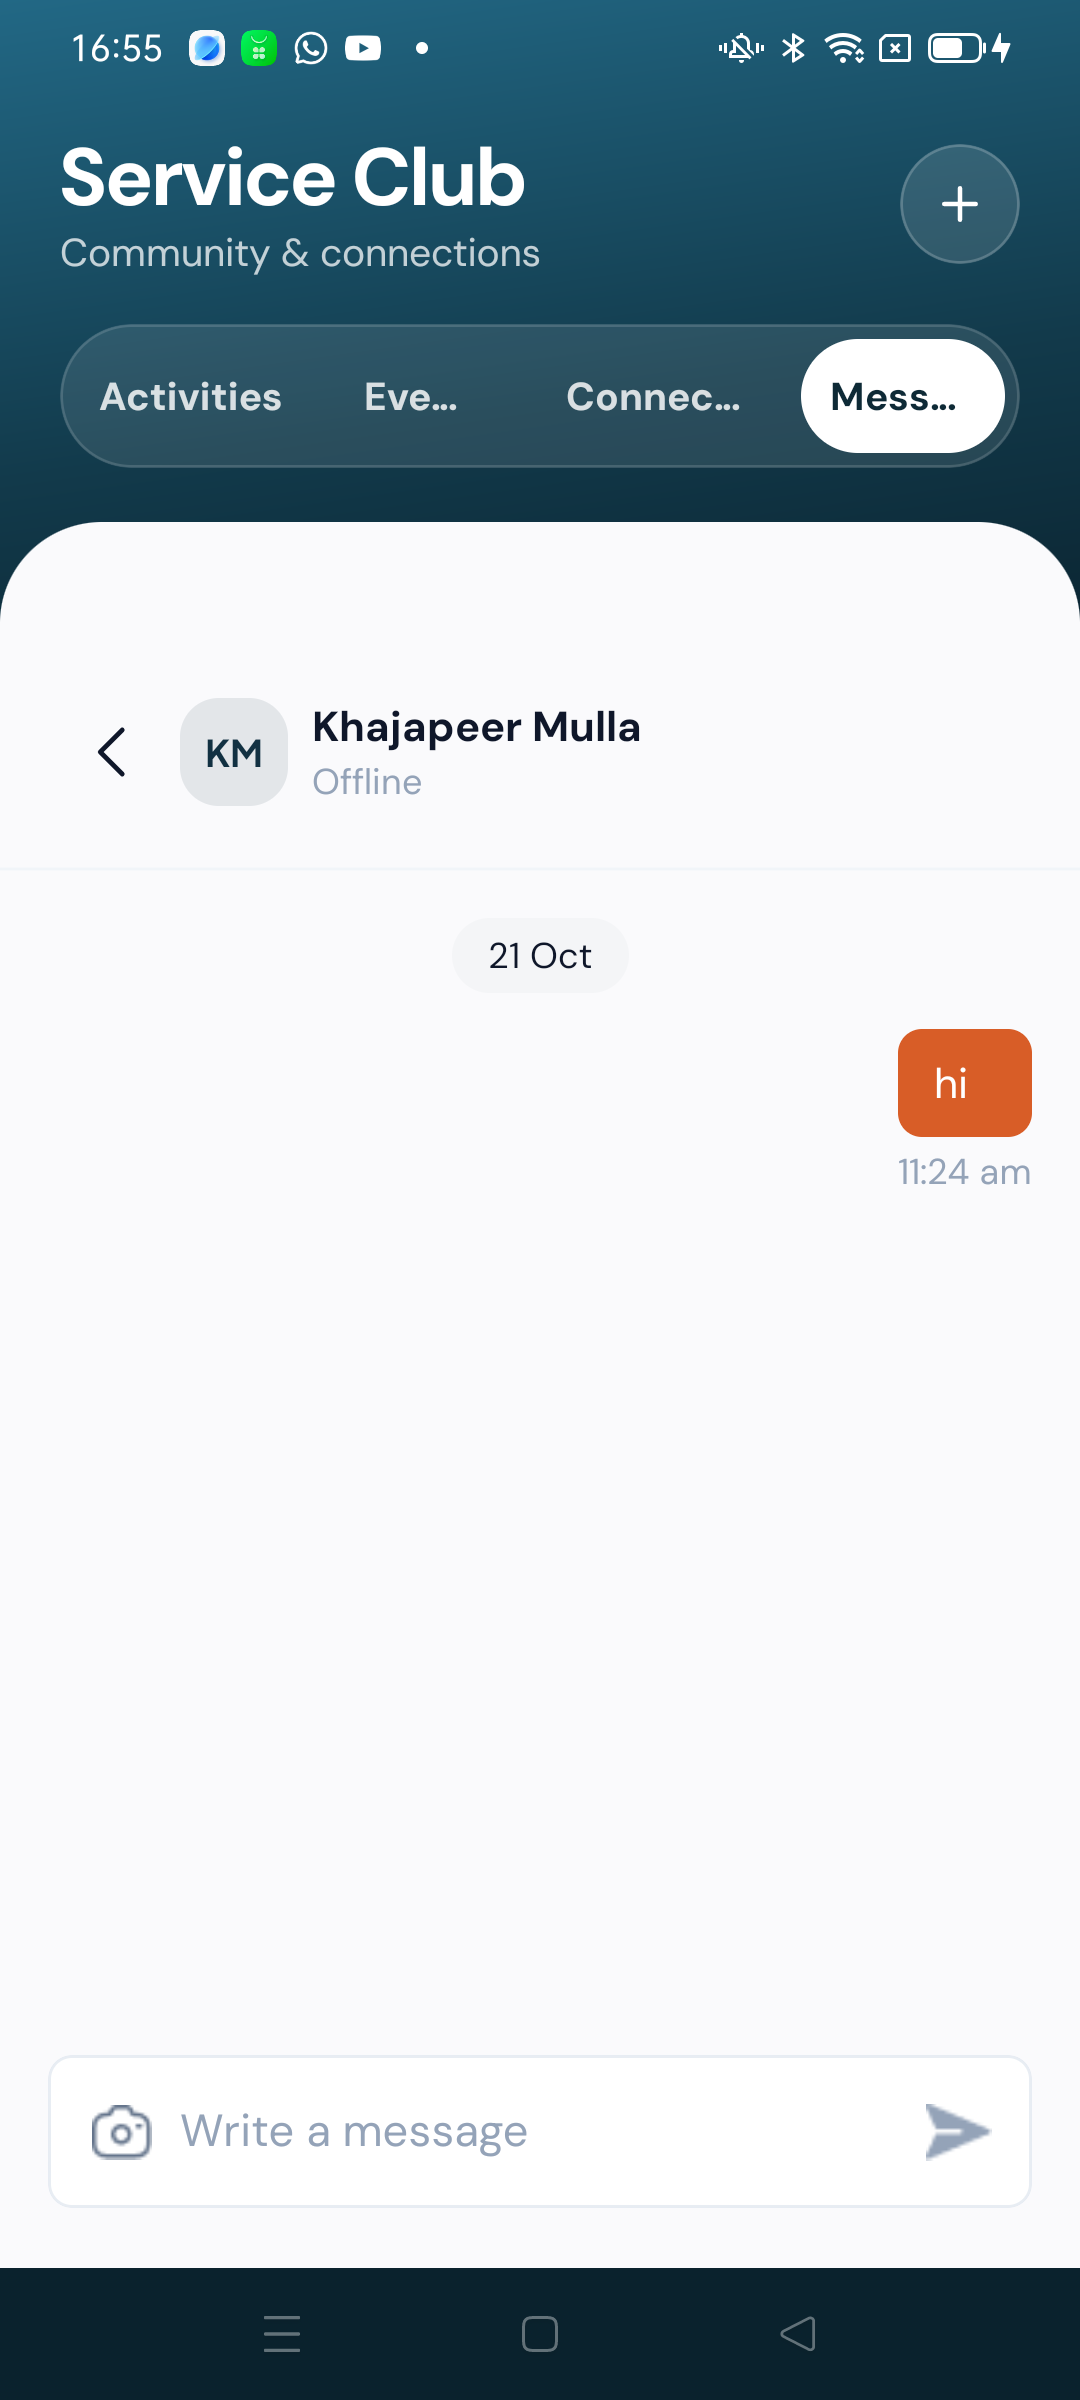 16:55
Service Club
Community & connections
Activities Eve... Connec... Mess...
KM
Khajapeer Mulla
Offline
21 Oct
hi
11:24 am
Write a message